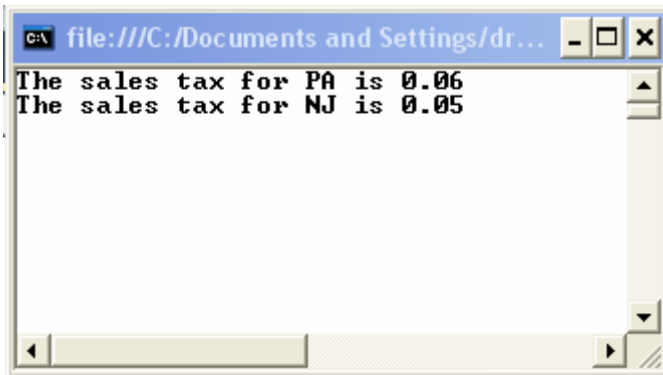 file:///C:/Documents and Settings/dr...
The sales tax for PA is 0.06
The sales tax for NJ is 0.05